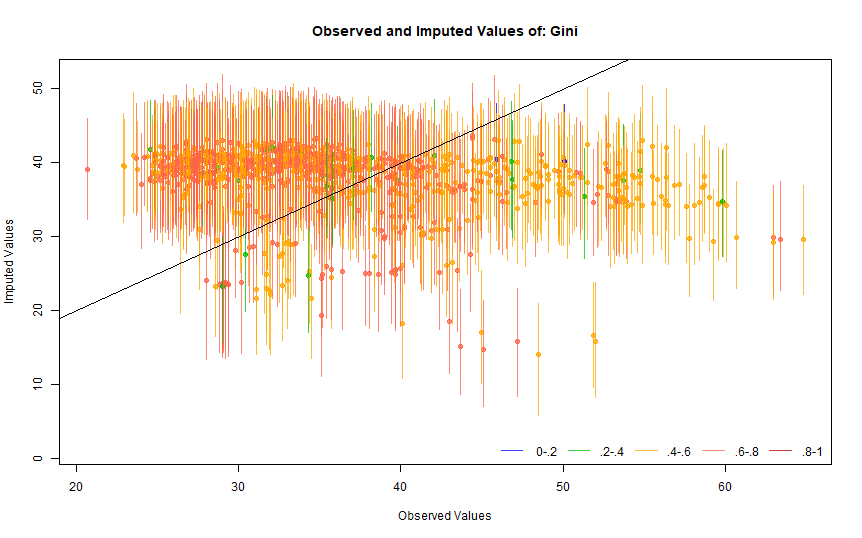 Observed and Imputed Values of: Gini
Imputed Values
50
40
30
20
10
0
0-.2 .2-.4 .4-.6 .6-.8 .8-1
20 30 40 50 60
Observed Values